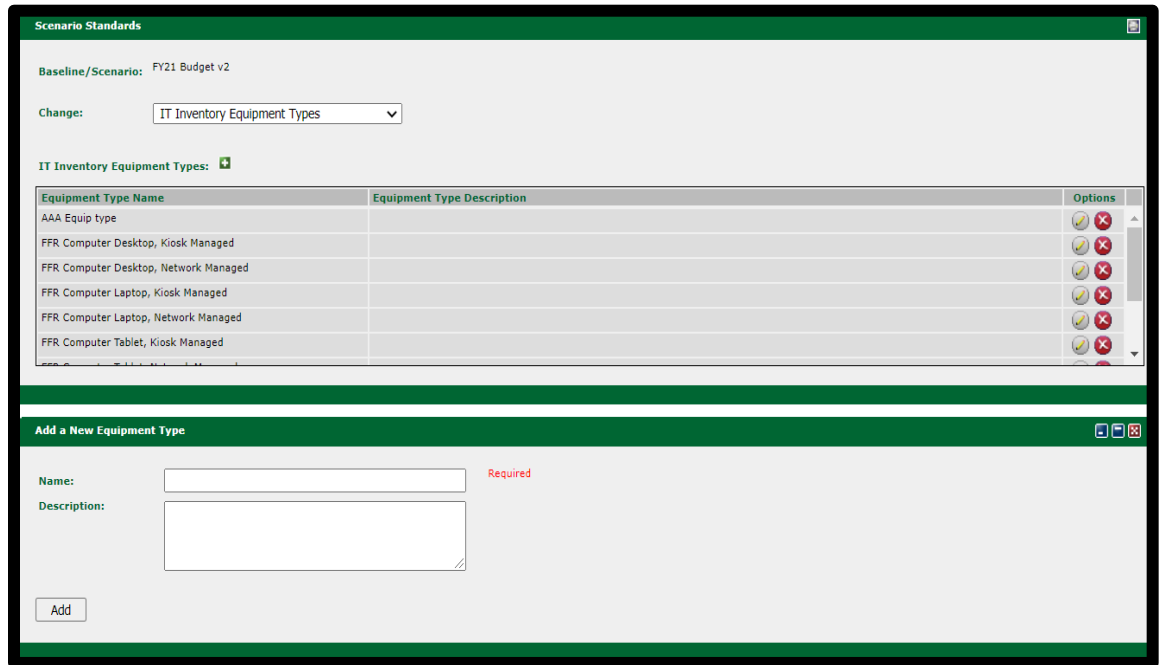 Scenario Standards
Baseline/Scenario: FY21 Budget v2
Change: IT Inventory Equipment Types
IT Inventory Equipment Types:
Equipment Type Name Equipment Type Description Options
AAA Equip type
FFR Computer Desktop, Kiosk Managed
FFR Computer Desktop, Network Managed
FFR Computer Laptop, Kiosk Managed
FFR Computer Laptop, Network Managed
FFR Computer Tablet, Kiosk Managed
Add a New Equipment Type
Name: Required
Description:
Add